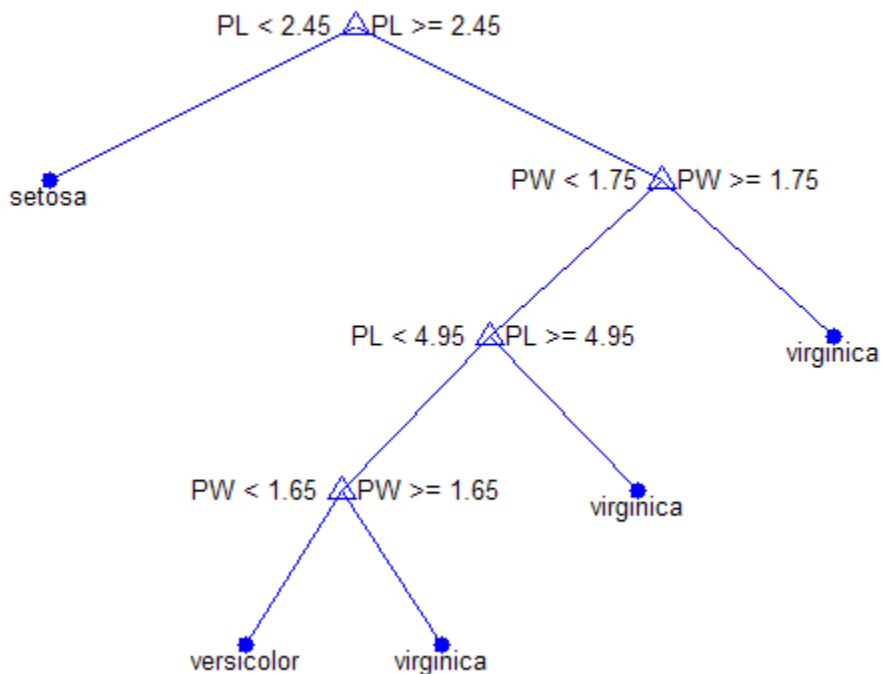 PL < 2.45 PL >= 2.45
setosa
PW < 1.75 PW >= 1.75
PL < 4.95 PL >= 4.95
virginica
PW < 1.65 PW >= 1.65
virginica
versicolor
virginica